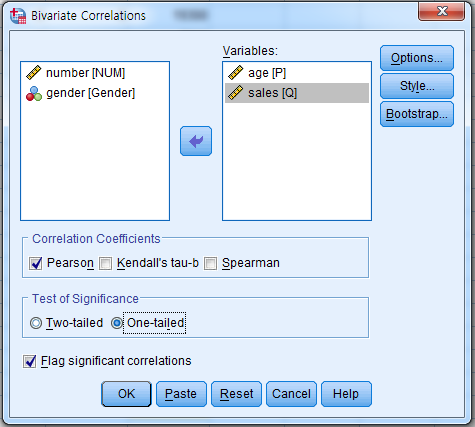 Bivariate Correlations
Variables:
number [NUM]
gender [Gender]
age [P]
sales [Q]
Options...
Style...
Bootstrap...
Correlation Coefficients
Pearson Kendall's tau-b Spearman
Test of Significance
Two-tailed One-tailed
Flag significant correlations
OK Paste Reset Cancel Help